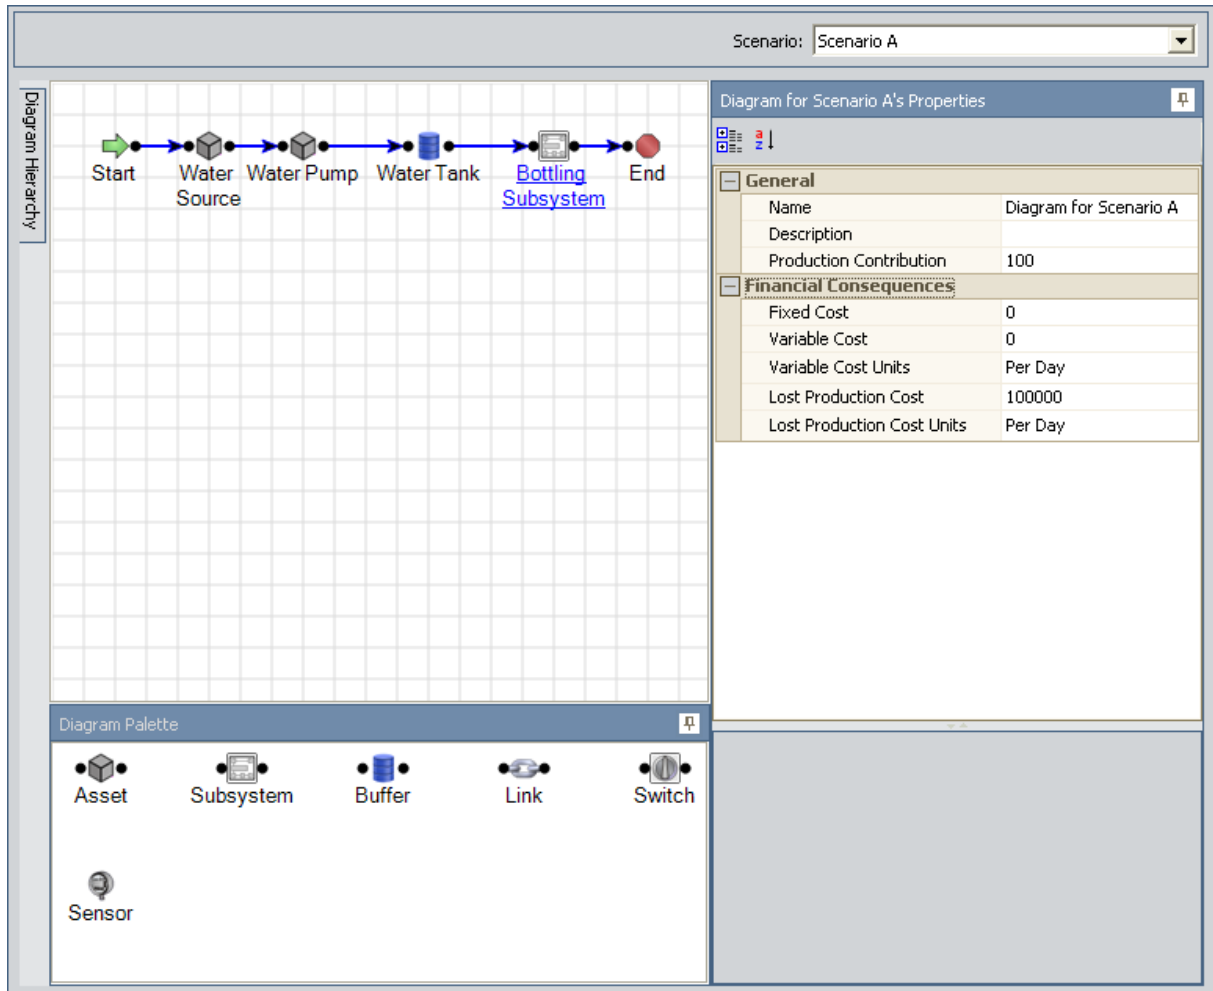 Scenario: Scenario A
Diagram Hierarchy
Start Water Source Water Pump Water Tank Bottling Subsystem End
Diagram for Scenario A's Properties
a
z
General
Name Diagram for Scenario A
Description
Production Contribution 100
Financial Consequences
Fixed Cost 0
Variable Cost 0
Variable Cost Units Per Day
Lost Production Cost 100000
Lost Production Cost Units Per Day
Diagram Palette
Asset Subsystem Buffer Link Switch
Sensor